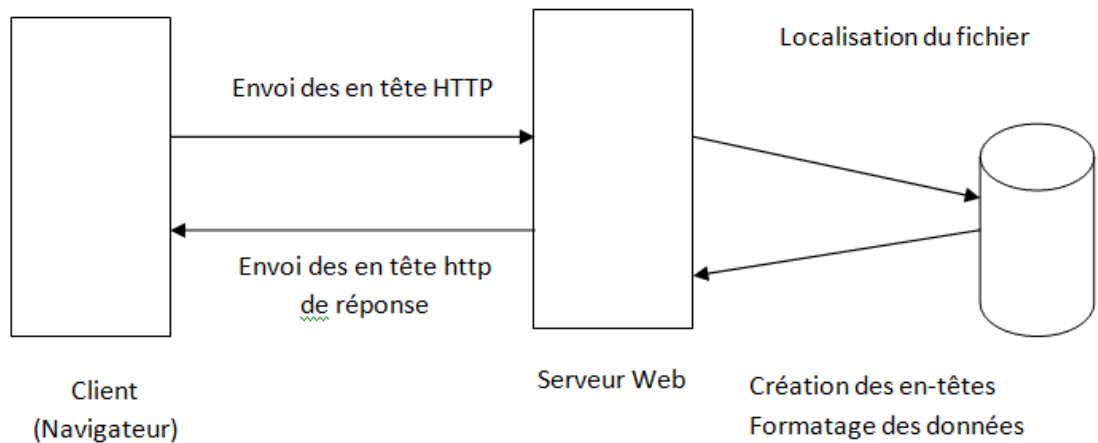 Localisation du fichier
Envoi des en tête HTTP
Envoi des en tête http
de réponse
Client
(Navigateur)
Serveur Web
Création des en-têtes
Formatage des données